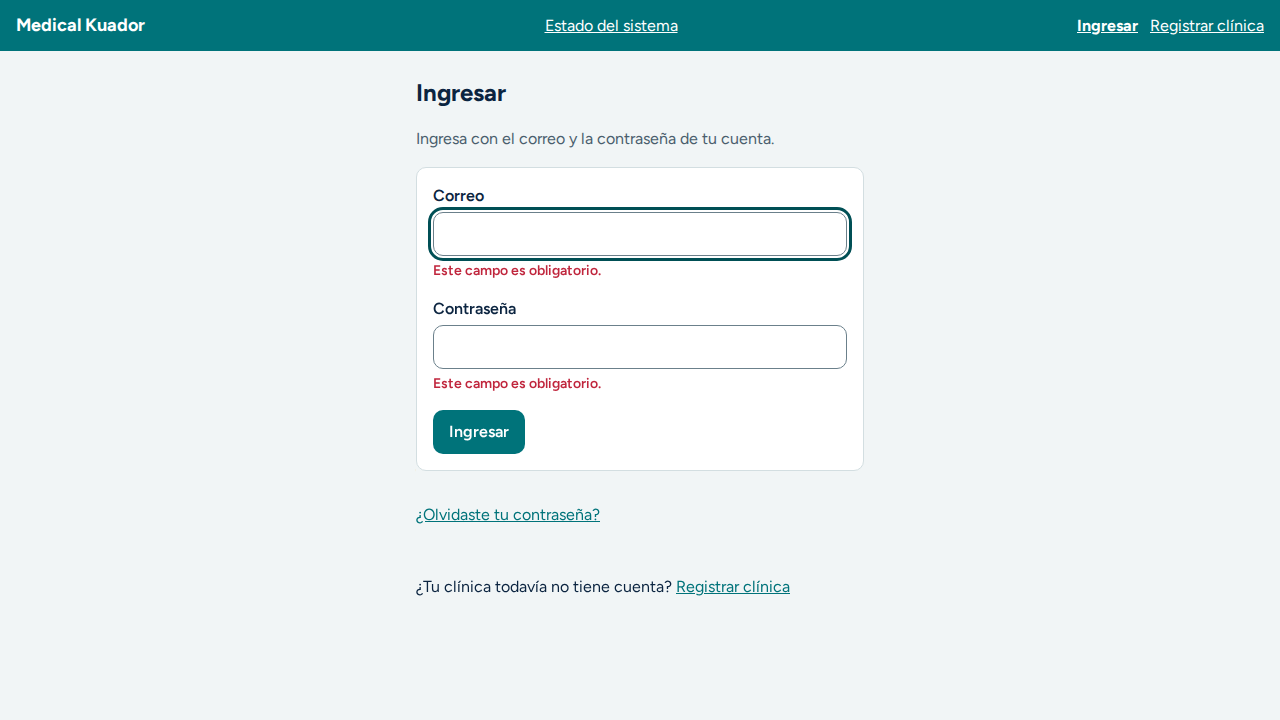 Medical Kuador
Estado del sistema
Ingresar
Registrar clínica
Ingresar
Ingresa con el correo y la contraseña de tu cuenta.
Correo
Este campo es obligatorio.
Contraseña
Este campo es obligatorio.
Ingresar
¿Olvidaste tu contraseña?
¿Tu clínica todavía no tiene cuenta? Registrar clínica